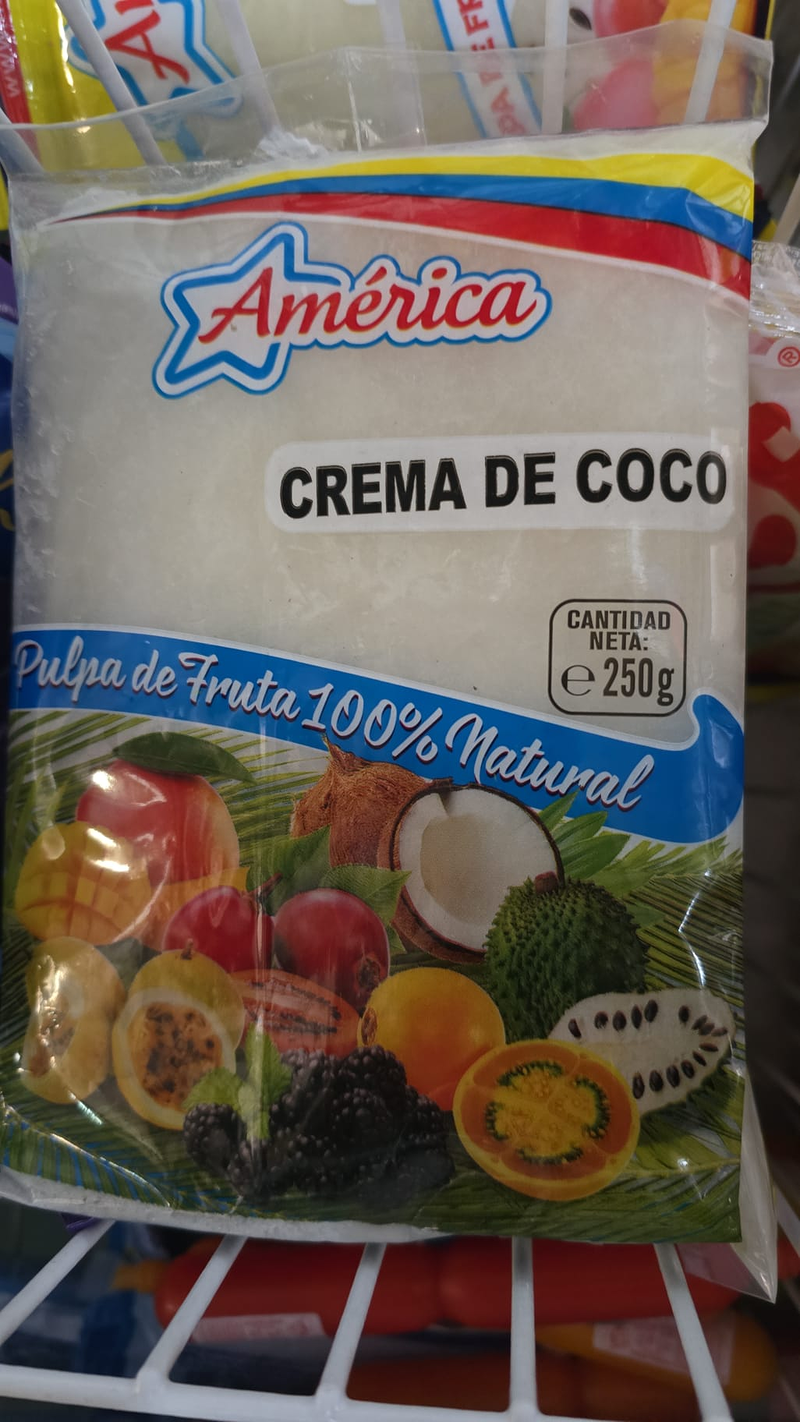 América
CREMA DE COCO
CANTIDAD
NETA:
℮ 250g
Pulpa de Fruta 100% Natural